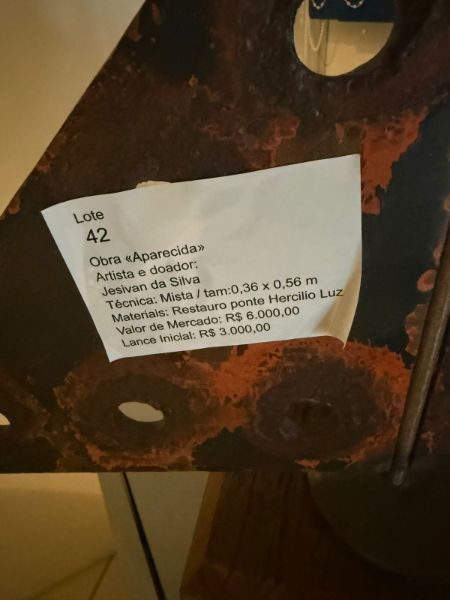 Lote
42
Obra «Aparecida»
Artista e doador:
Jesivan da Silva
Técnica: Mista / tam:0,36 x 0,56 m
Materiais: Restauro ponte Hercilio Luz
Valor de Mercado: R$ 6.000,00
Lance Inicial: R$ 3.000,00